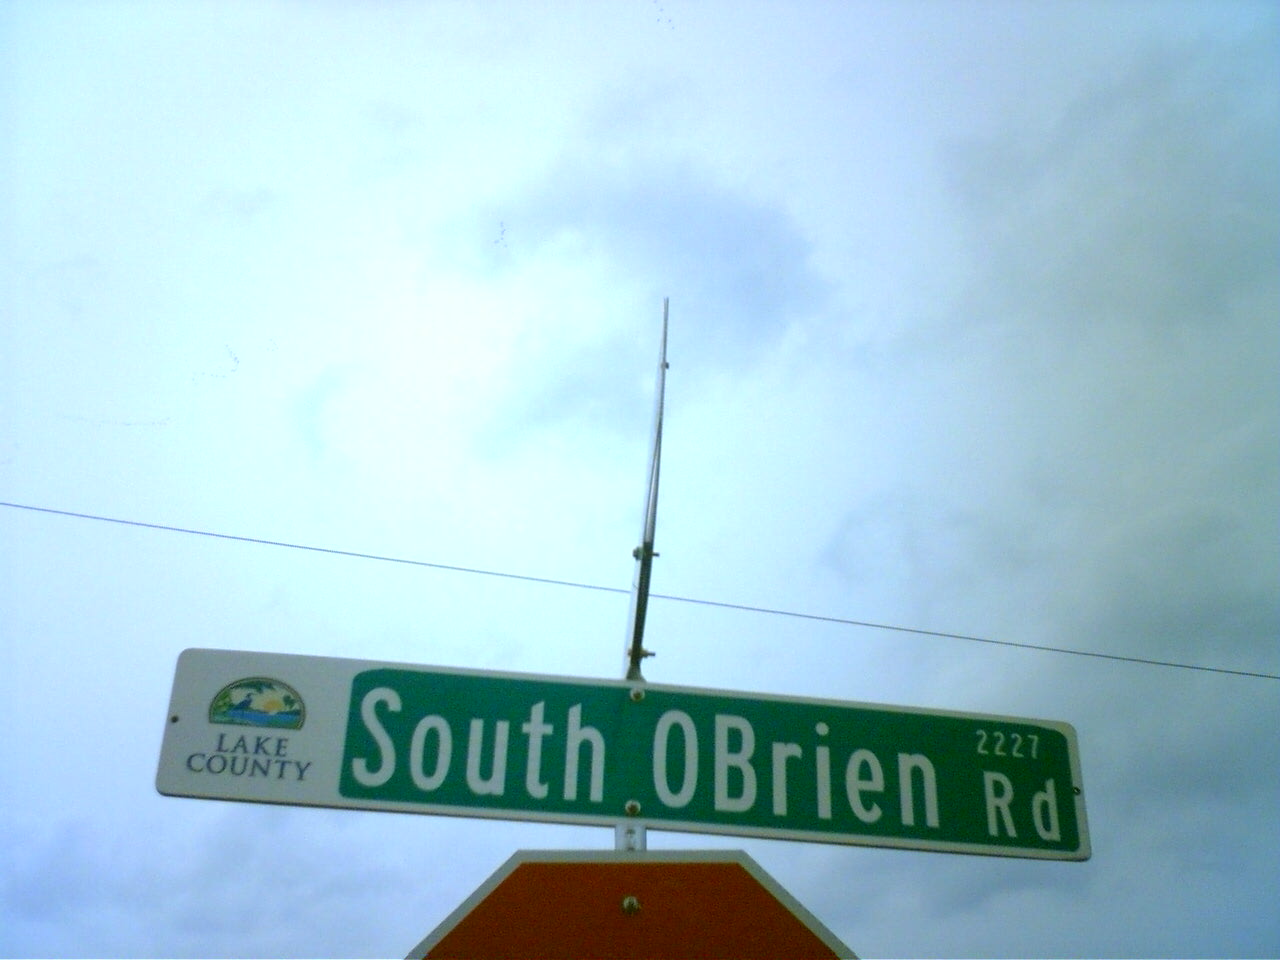 LAKE
COUNTY
South OBrien Rd
2227